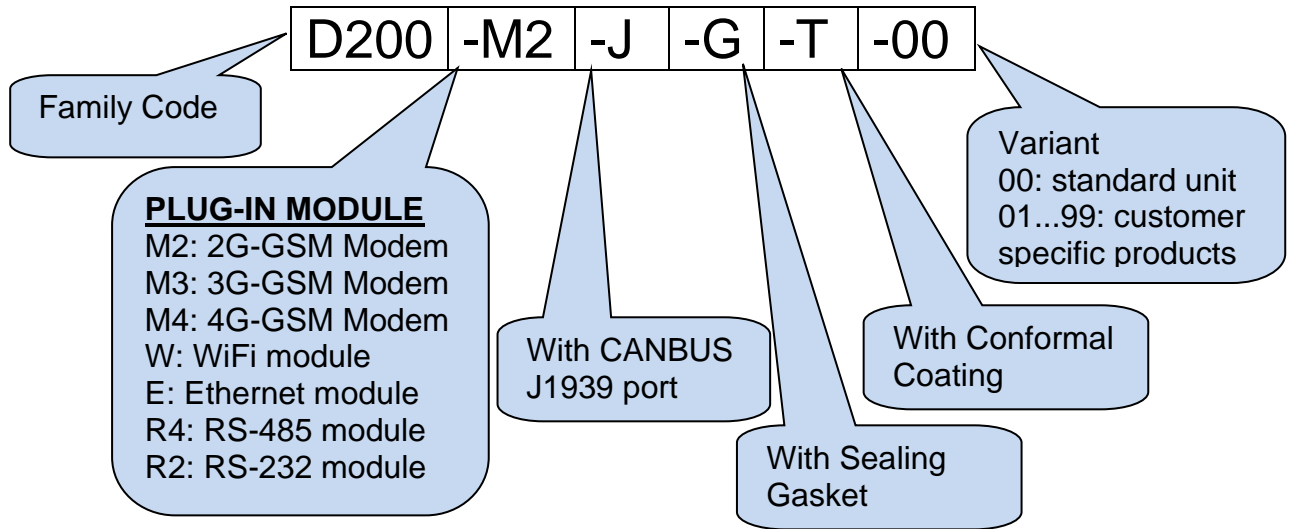 D200 -M2 -J -G -T -00
Family Code
PLUG-IN MODULE
M2: 2G-GSM Modem
M3: 3G-GSM Modem
M4: 4G-GSM Modem
W: WiFi module
E: Ethernet module
R4: RS-485 module
R2: RS-232 module
With CANBUS
J1939 port
With Sealing
Gasket
With Conformal
Coating
Variant
00: standard unit
01...99: customer
specific products